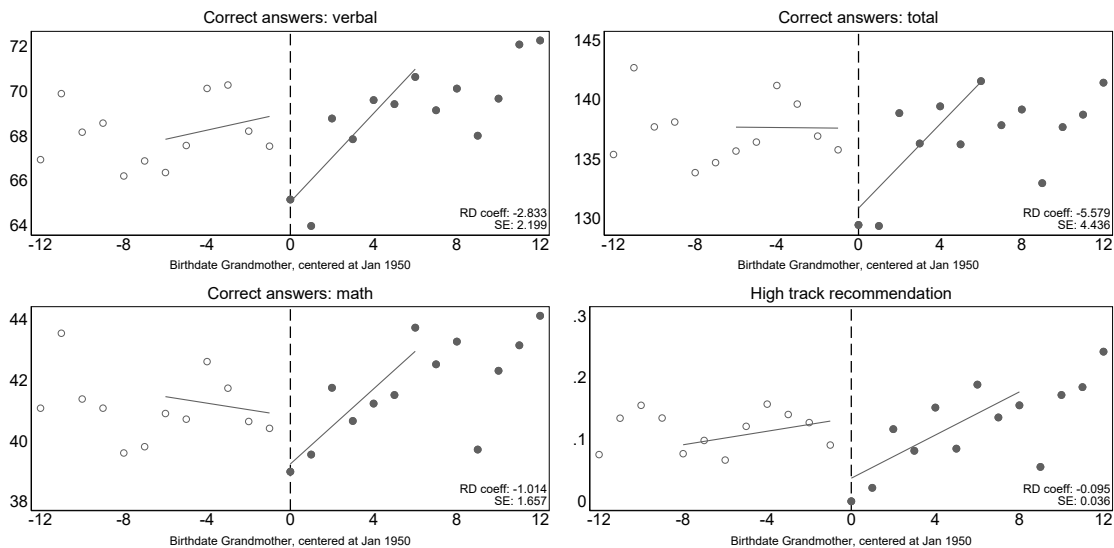 Correct answers: verbal
72
70
68
66
64
RD coeff: -2.833
SE: 2.199
-12 -8 -4 0 4 8 12
Birthdate Grandmother, centered at Jan 1950
Correct answers: total
145
140
135
130
RD coeff: -5.579
SE: 4.436
-12 -8 -4 0 4 8 12
Birthdate Grandmother, centered at Jan 1950
Correct answers: math
44
42
40
38
RD coeff: -1.014
SE: 1.657
-12 -8 -4 0 4 8 12
Birthdate Grandmother, centered at Jan 1950
High track recommendation
.3
.2
.1
0
RD coeff: -0.095
SE: 0.036
-12 -8 -4 0 4 8 12
Birthdate Grandmother, centered at Jan 1950